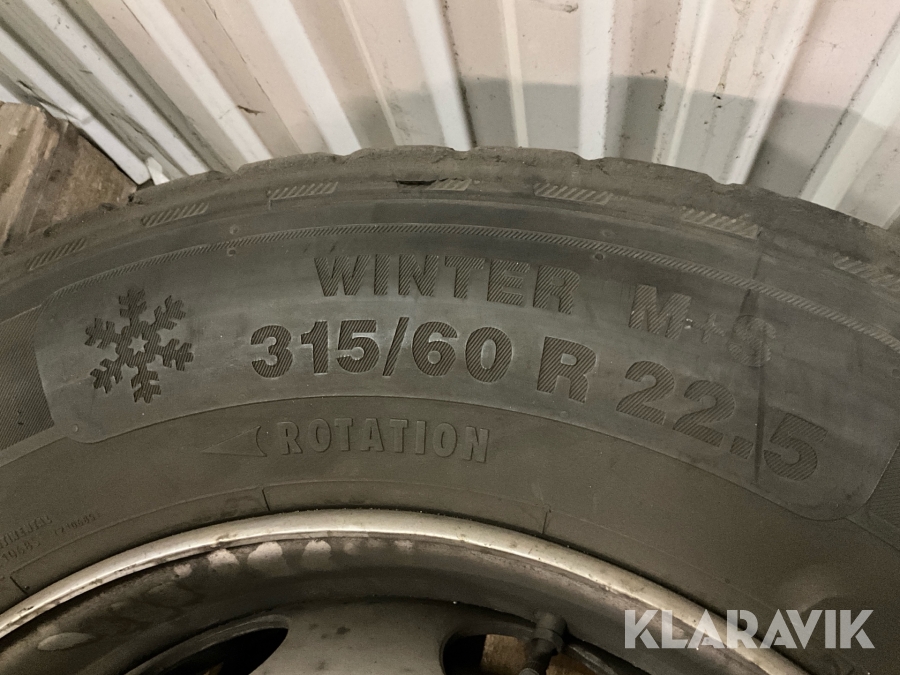 WINTER M+S
315/60 R 22.5
ROTATION
KLARAVIK